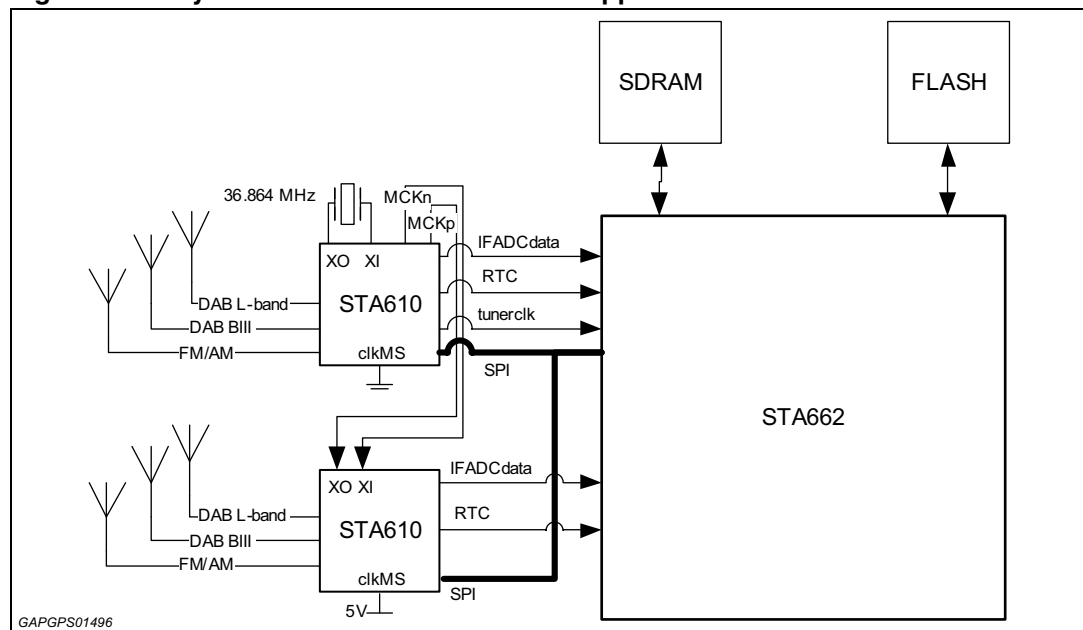 SDRAM
FLASH
36.864 MHz
MCKn
MCKp
IFADCdata
XO XI
RTC
STA610
DAB L-band
tunerclk
DAB BIII
FM/AM
clkMS
SPI
STA662
IFADCdata
XO XI
DAB L-band
RTC
STA610
DAB BIII
FM/AM
clkMS
SPI
5V
GAPGPS01496